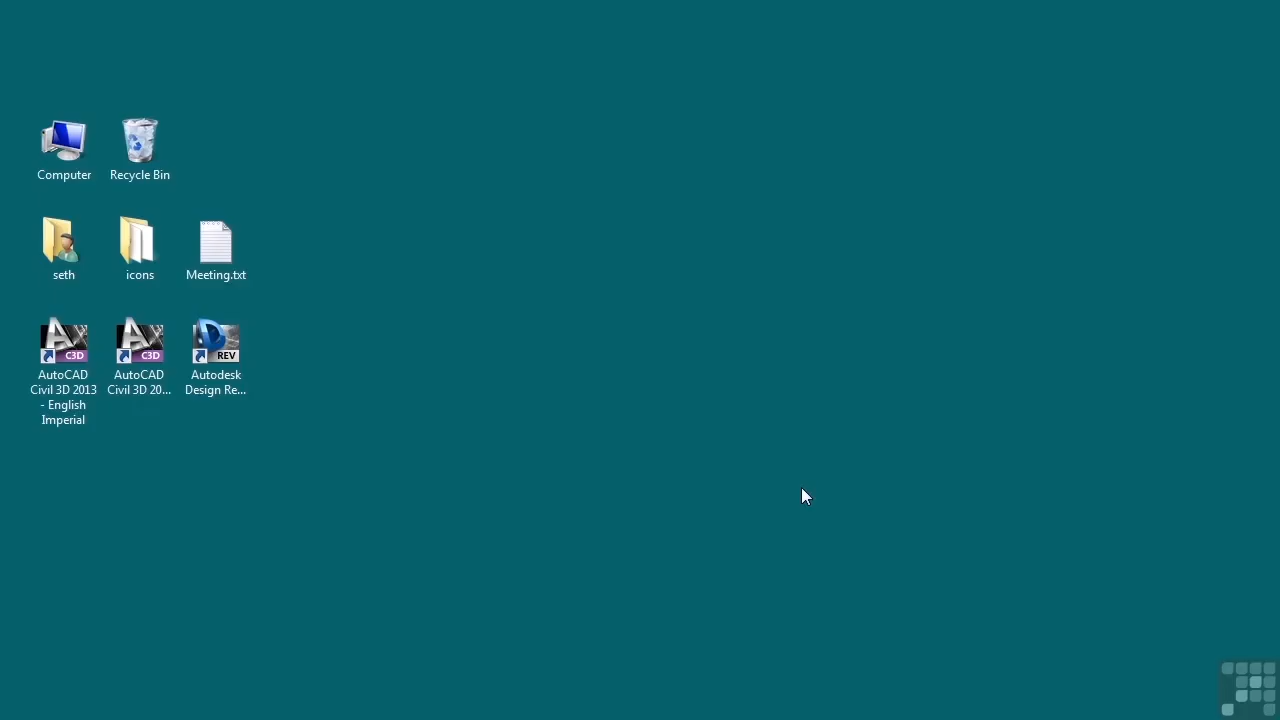 Computer
Recycle Bin
seth
icons
Meeting.txt
C3D
C3D
REV
AutoCAD
Civil 3D 2013
- English
Imperial
AutoCAD
Civil 3D 20...
Autodesk
Design Re...